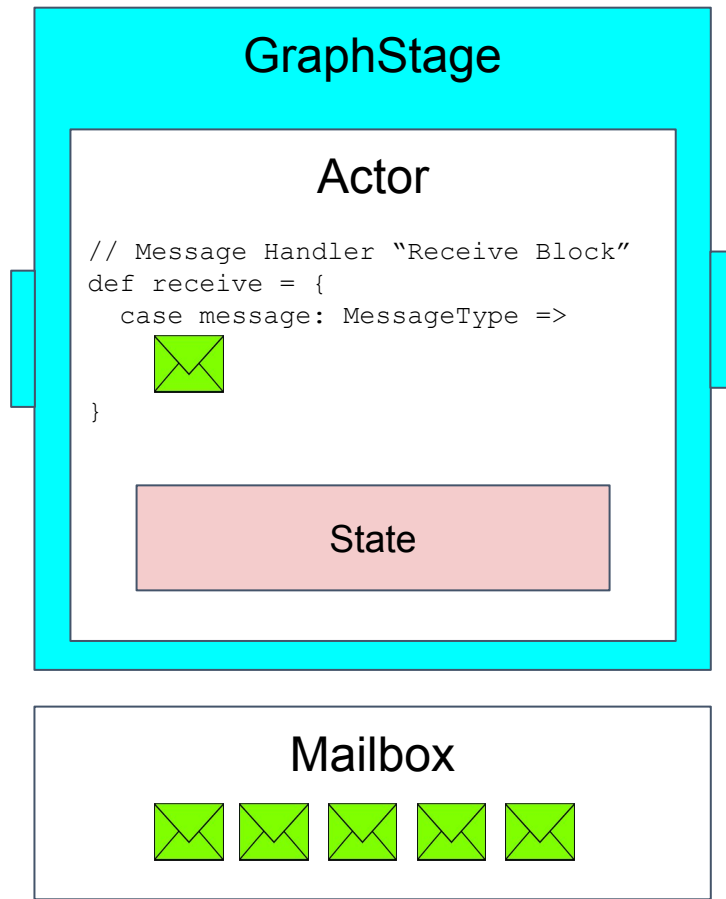 GraphStage
Actor
// Message Handler “Receive Block”
def receive = {
  case message: MessageType =>
}
State
Mailbox